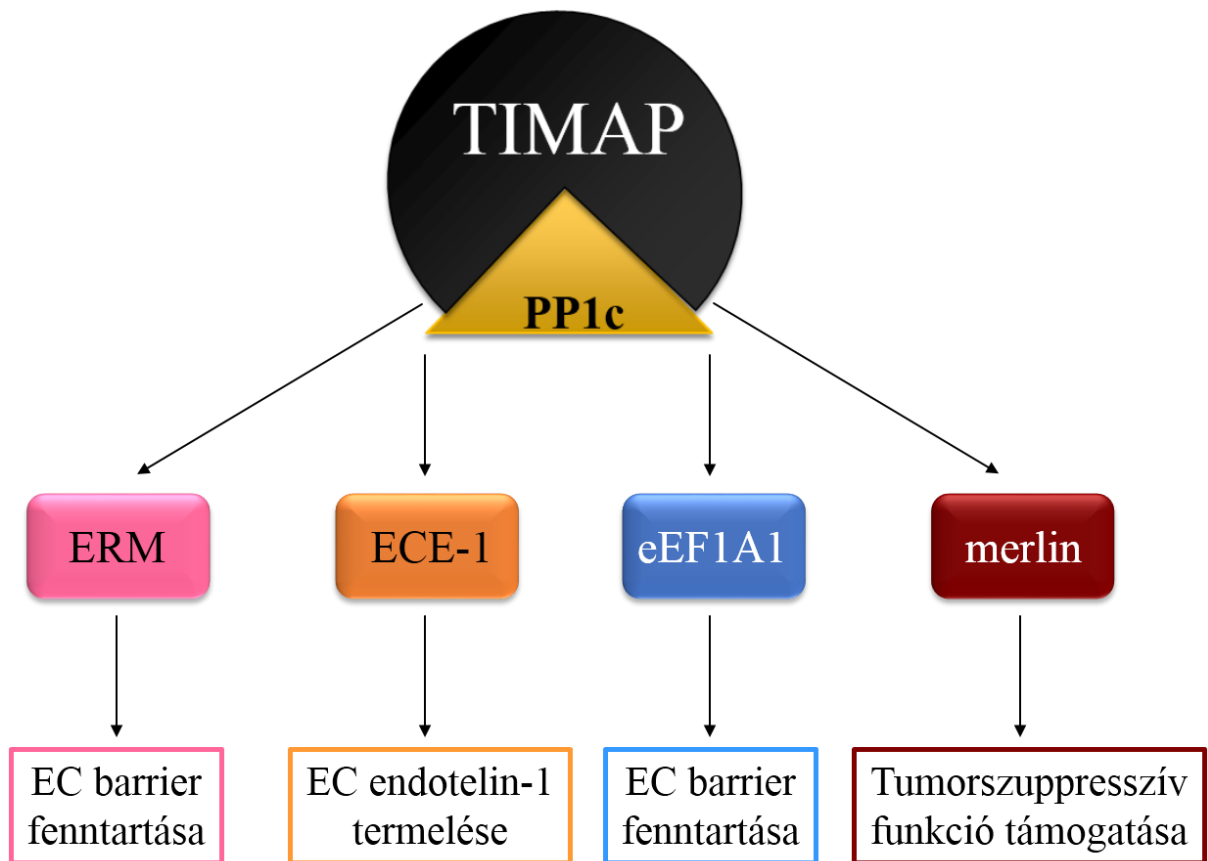 TIMAP
PP1c
ERM
ECE-1
eEF1A1
merlin
EC barrier
fenntartása
EC endotelin-1
termelése
EC barrier
fenntartása
Tumorszuppresszív
funkció támogatása